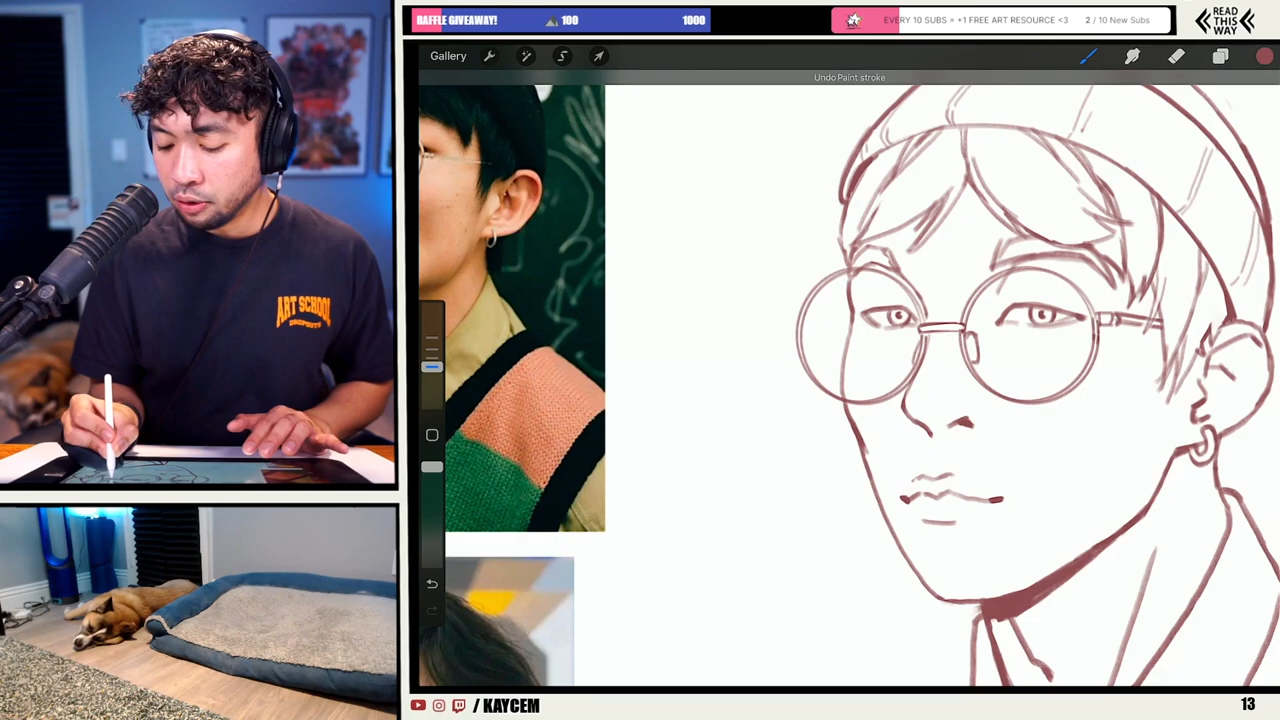 RAFFLE GIVEAWAY! 100 1000
EVERY 10 SUBS = +1 FREE ART RESOURCE <3 2 / 10 New Subs
READ
THIS
WAY
Gallery
Undo Paint stroke
ART SCHOOL
DROPOUTS
/ KAYCEM
13